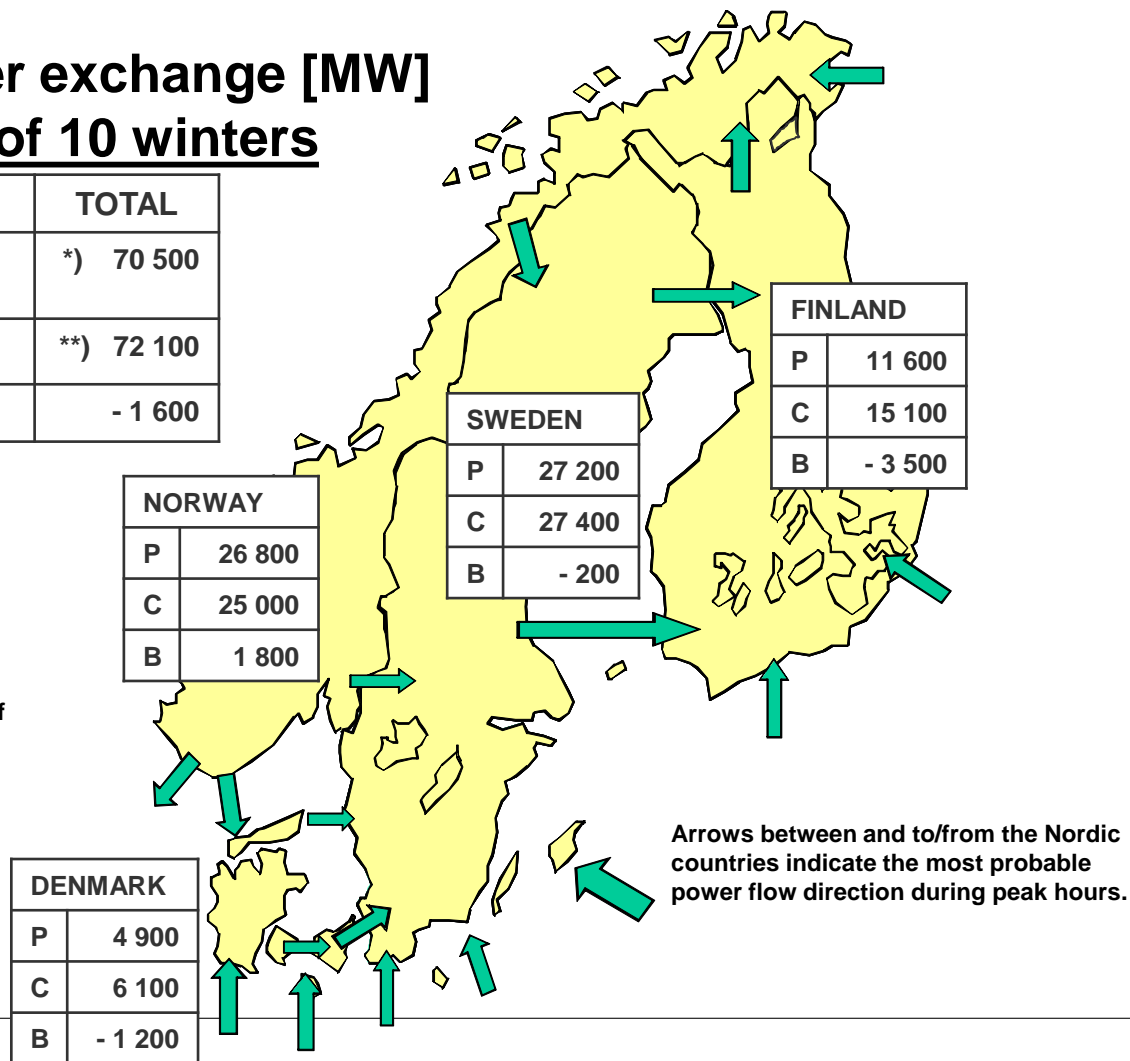 er exchange [MW]
of 10 winters
TOTAL
*) 70 500
**) 72 100
- 1 600
FINLAND
P 11 600
C 15 100
B - 3 500
SWEDEN
P 27 200
C 27 400
B - 200
NORWAY
P 26 800
C 25 000
B 1 800
f
Arrows between and to/from the Nordic
countries indicate the most probable
power flow direction during peak hours.
DENMARK
P 4 900
C 6 100
B - 1 200